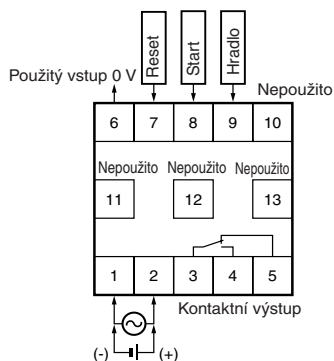 Reset
Start
Hradlo
Použitý vstup 0 V
Nepoužito
6 7 8 9 10
Nepoužito Nepoužito Nepoužito
11 12 13
1 2 3 4 5
Kontaktní výstup
(-) (+)